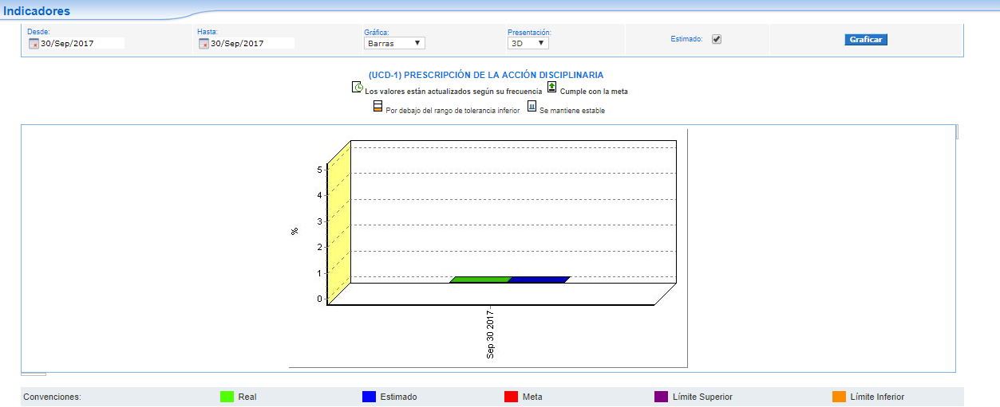 Indicadores
Desde: Hasta: Gráfica: Presentación:
30/Sep/2017 30/Sep/2017 Barras 3D Estimado: Graficar
(UCD-1) PRESCRIPCIÓN DE LA ACCIÓN DISCIPLINARIA
Los valores están actualizados según su frecuencia Cumple con la meta
Por debajo del rango de tolerancia inferior Se mantiene estable
5
4
3
%
2
1
0
Sep 30 2017
Convenciones: Real Estimado Meta Límite Superior Límite Inferior